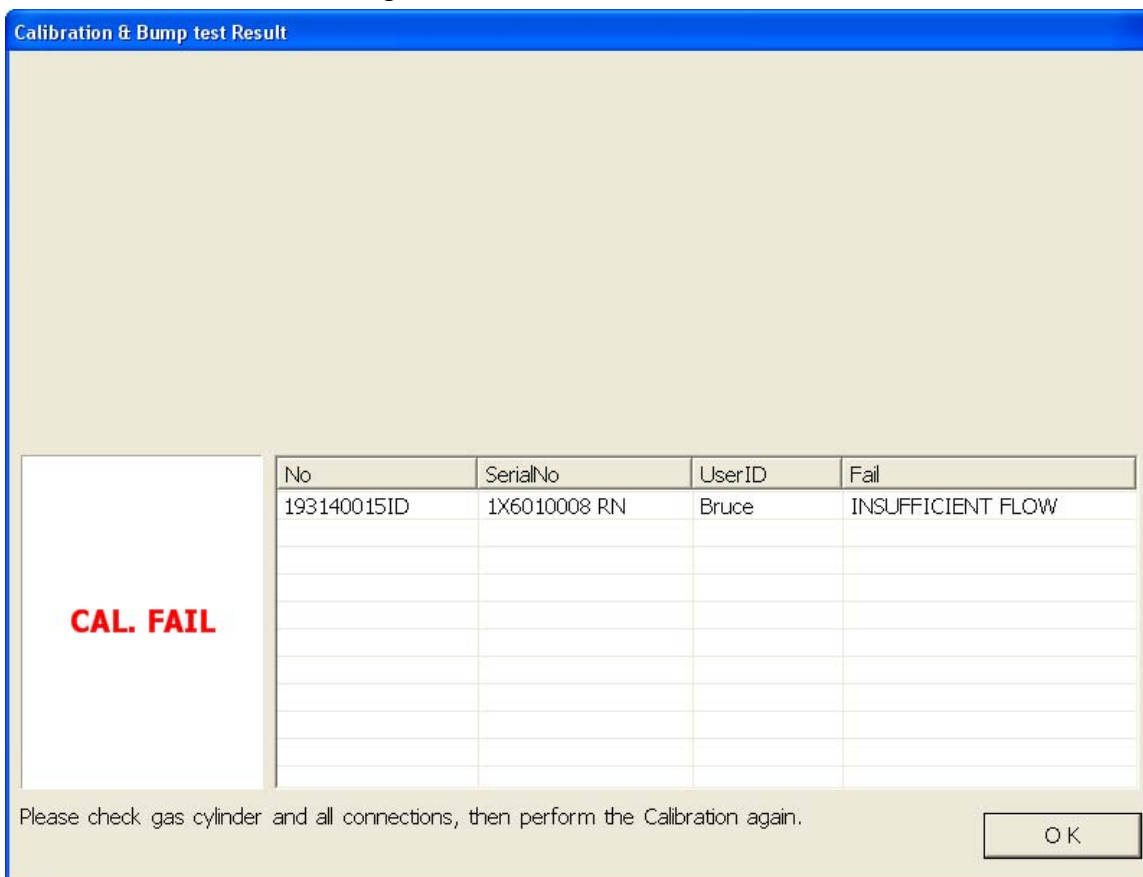 Calibration & Bump test Result
No SerialNo UserID Fail
193140015ID 1X6010008 RN Bruce INSUFFICIENT FLOW
CAL. FAIL
Please check gas cylinder and all connections, then perform the Calibration again.
O K